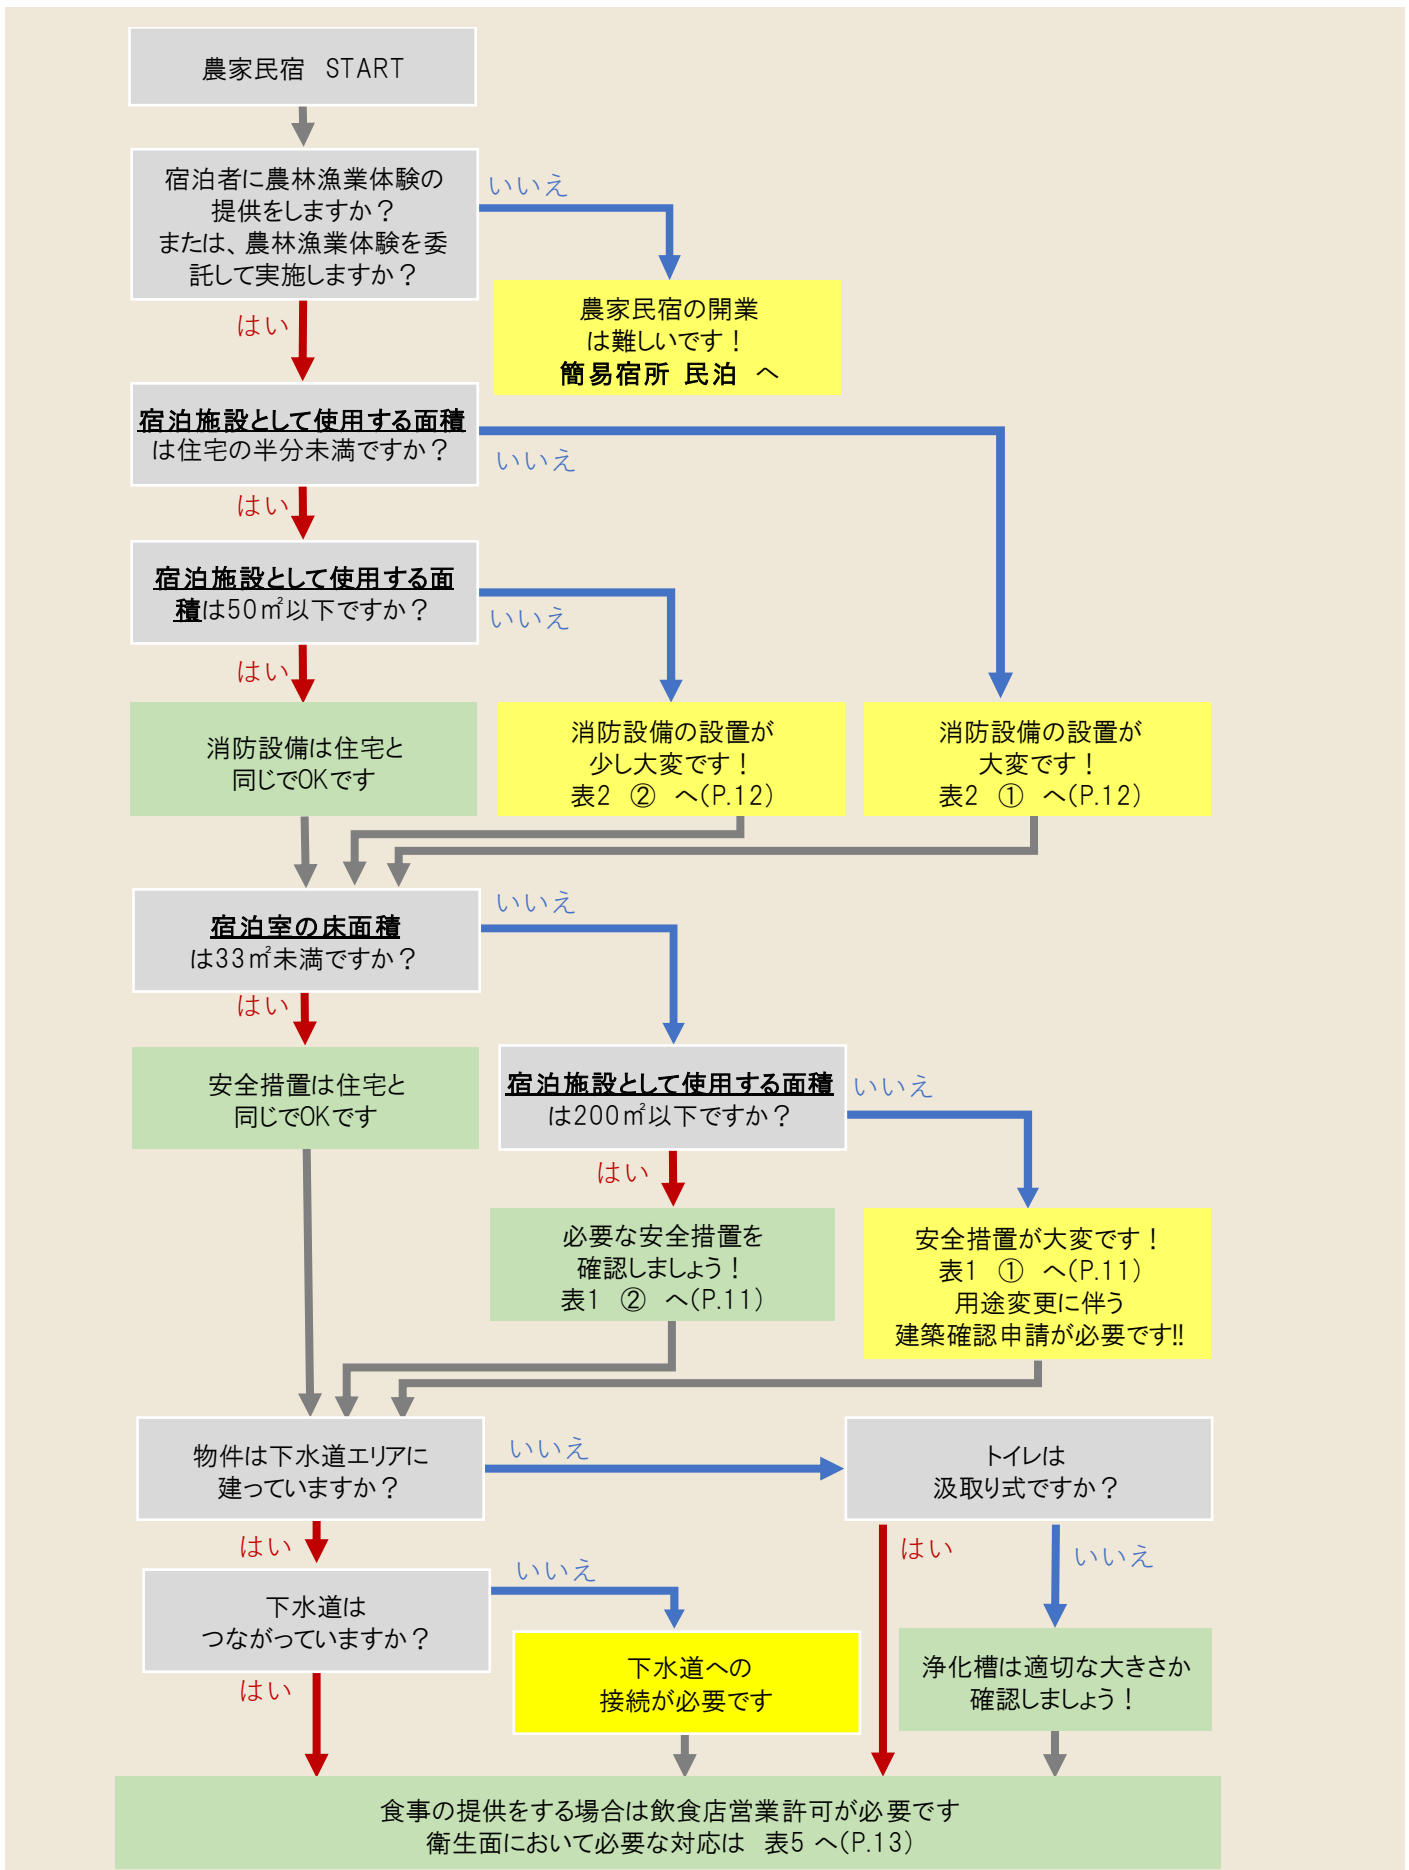 農家民宿　START
宿泊者に農林漁業体験の
提供をしますか？
または、農林漁業体験を委
託して実施しますか？
いいえ
はい
農家民宿の開業
は難しいです！
簡易宿所 民泊 へ
宿泊施設として使用する面積
は住宅の半分未満ですか？
いいえ
はい
宿泊施設として使用する面
積は50㎡以下ですか？
いいえ
はい
消防設備は住宅と
同じでOKです
消防設備の設置が
少し大変です！
表2　②　へ(P.12)
消防設備の設置が
大変です！
表2　①　へ(P.12)
宿泊室の床面積
は33㎡未満ですか？
いいえ
はい
安全措置は住宅と
同じでOKです
宿泊施設として使用する面積
は200㎡以下ですか？
いいえ
はい
必要な安全措置を
確認しましょう！
表1　②　へ(P.11)
安全措置が大変です！
表1　①　へ(P.11)
用途変更に伴う
建築確認申請が必要です!!
物件は下水道エリアに
建っていますか？
いいえ
はい
トイレは
汲取り式ですか？
はい
いいえ
下水道は
つながっていますか？
いいえ
はい
下水道への
接続が必要です
浄化槽は適切な大きさか
確認しましょう！
食事の提供をする場合は飲食店営業許可が必要です
衛生面において必要な対応は　表5 へ(P.13)